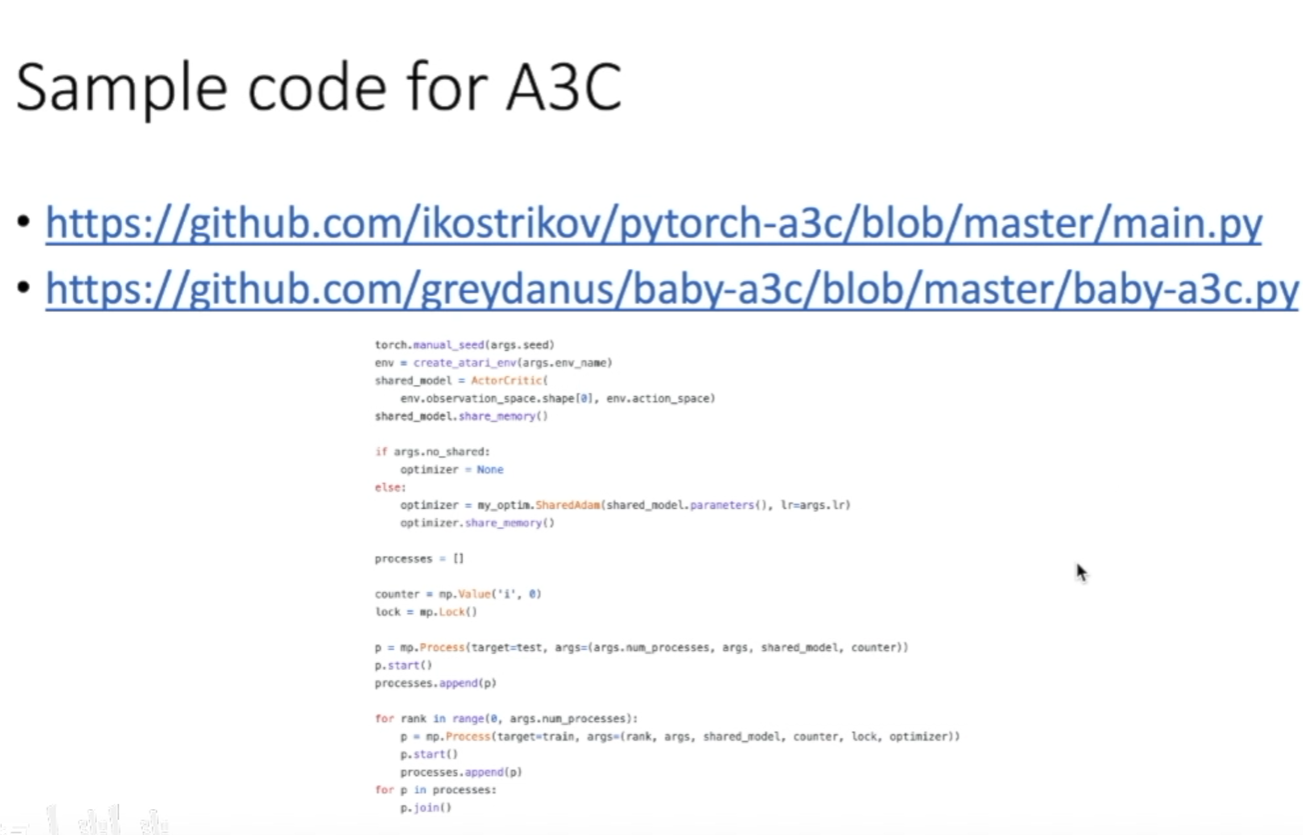 Sample code for A3C
• https://github.com/ikostrikov/pytorch-a3c/blob/master/main.py
• https://github.com/greydanus/baby-a3c/blob/master/baby-a3c.py
torch.manual_seed(args.seed)
env = create_atari_env(args.env_name)
shared_model = ActorCritic(
    env.observation_space.shape[0], env.action_space)
shared_model.share_memory()
if args.no_shared:
    optimizer = None
else:
    optimizer = my_optim.SharedAdam(shared_model.parameters(), lr=args.lr)
    optimizer.share_memory()
processes = []
counter = mp.Value('i', 0)
lock = mp.Lock()
p = mp.Process(target=test, args=(args.num_processes, args, shared_model, counter))
p.start()
processes.append(p)
for rank in range(0, args.num_processes):
    p = mp.Process(target=train, args=(rank, args, shared_model, counter, lock, optimizer))
    p.start()
    processes.append(p)
for p in processes:
    p.join()